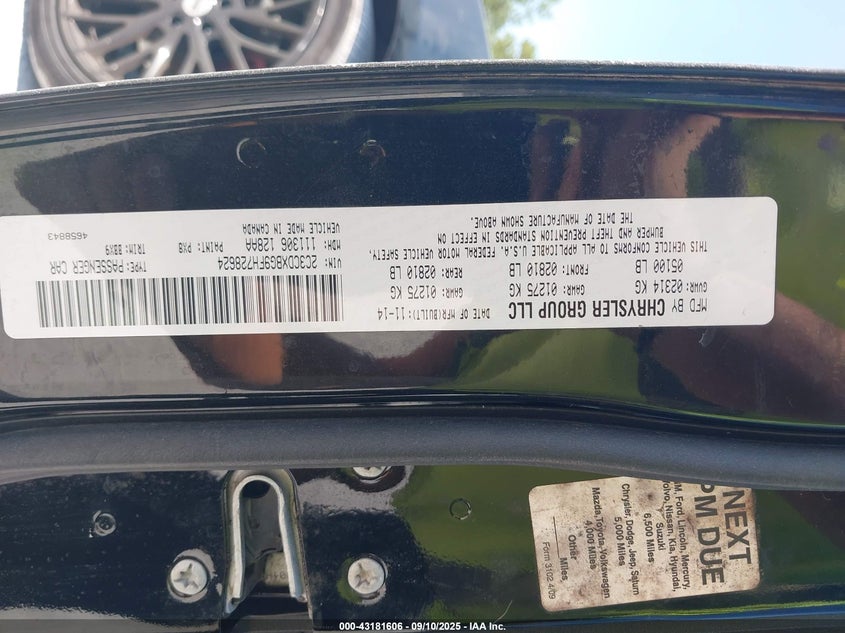 MFD BY CHRYSLER GROUP LLC
DATE OF MFR(BUILT):11-14
GVWR: 02314 KG
GAWR: 01275 KG
GAWR: 01275 KG
05100 LB
FRONT: 02810 LB
REAR: 02810 LB
THIS VEHICLE CONFORMS TO ALL APPLICABLE
U.S.A. FEDERAL MOTOR VEHICLE SAFETY,
BUMPER AND THEFT PREVENTION STANDARDS IN EFFECT ON
THE DATE OF MANUFACTURE SHOWN ABOVE.
VIN: 2C3CDXBG9FH728624
TYPE: PASSENGER CAR
MDH: 111306 128AA
PAINT: PX8
TRIM: BBX9
VEHICLE MADE IN CANADA
4658843
NEXT
PM DUE
GM, Ford, Lincoln, Mercury,
Volvo, Nissan, Kia, Hyundai,
Suzuki
6,500 Miles
Chrysler, Dodge, Jeep, Saturn
5,000 Miles
Mazda, Toyota, Volkswagen
4,000 Miles
Other
Miles
Form 3102 4/09
000-43181606 - 09/10/2025 - IAA Inc.